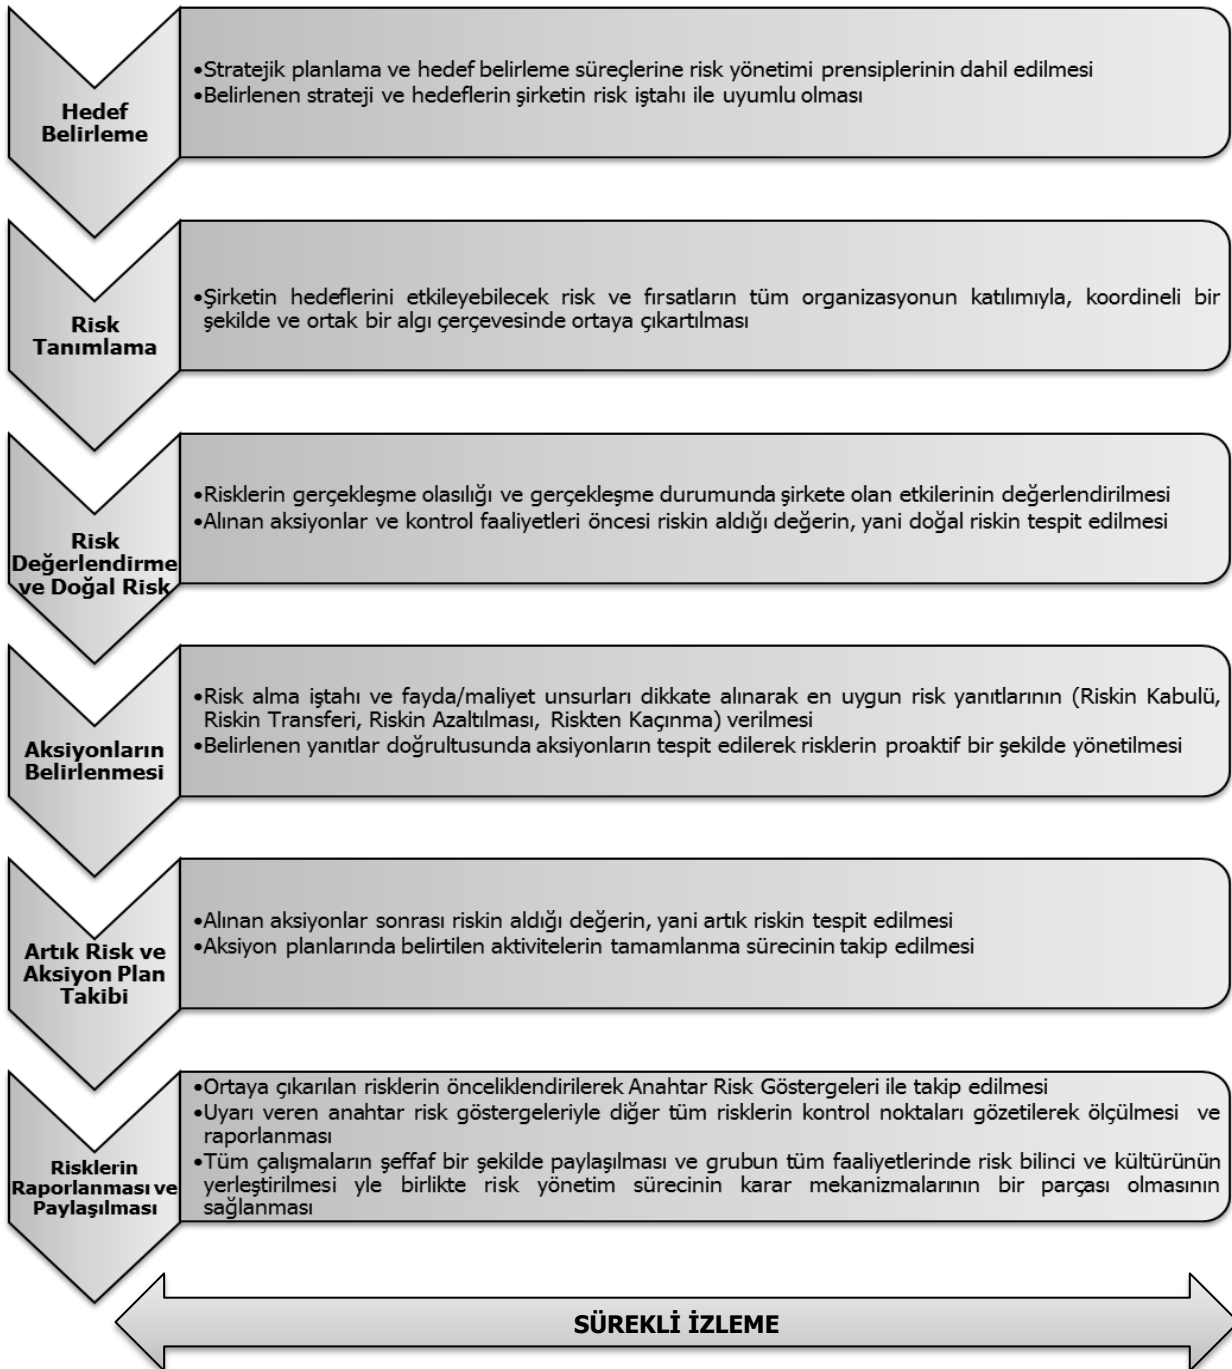 Hedef
Belirleme
•Stratejik planlama ve hedef belirleme süreçlerine risk yönetimi prensiplerinin dahil edilmesi
•Belirlenen strateji ve hedeflerin şirketin risk iştahı ile uyumlu olması
Risk
Tanımlama
•Şirketin hedeflerini etkileyebilecek risk ve fırsatların tüm organizasyonun katılımıyla, koordineli bir
şekilde ve ortak bir algı çerçevesinde ortaya çıkartılması
Risk
Değerlendirme
ve Doğal Risk
•Risklerin gerçekleşme olasılığı ve gerçekleşme durumunda şirkete olan etkilerinin değerlendirilmesi
•Alınan aksiyonlar ve kontrol faaliyetleri öncesi riskin aldığı değerin, yani doğal riskin tespit edilmesi
Aksiyonların
Belirlenmesi
•Risk alma iştahı ve fayda/maliyet unsurları dikkate alınarak en uygun risk yanıtlarının (Riskin Kabulü,
Riskin Transferi, Riskin Azaltılması, Riskten Kaçınma) verilmesi
•Belirlenen yanıtlar doğrultusunda aksiyonların tespit edilerek risklerin proaktif bir şekilde yönetilmesi
Artık Risk ve
Aksiyon Plan
Takibi
•Alınan aksiyonlar sonrası riskin aldığı değerin, yani artık riskin tespit edilmesi
•Aksiyon planlarında belirtilen aktivitelerin tamamlanma sürecinin takip edilmesi
Risklerin
Raporlanması ve
Paylaşılması
•Ortaya çıkarılan risklerin önceliklendirilerek Anahtar Risk Göstergeleri ile takip edilmesi
•Uyarı veren anahtar risk göstergeleriyle diğer tüm risklerin kontrol noktaları gözetilerek ölçülmesi ve
raporlanması
•Tüm çalışmaların şeffaf bir şekilde paylaşılması ve grubun tüm faaliyetlerinde risk bilinci ve kültürünün
yerleştirilmesi yle birlikte risk yönetim sürecinin karar mekanizmalarının bir parçası olmasının
sağlanması
SÜREKLİ İZLEME